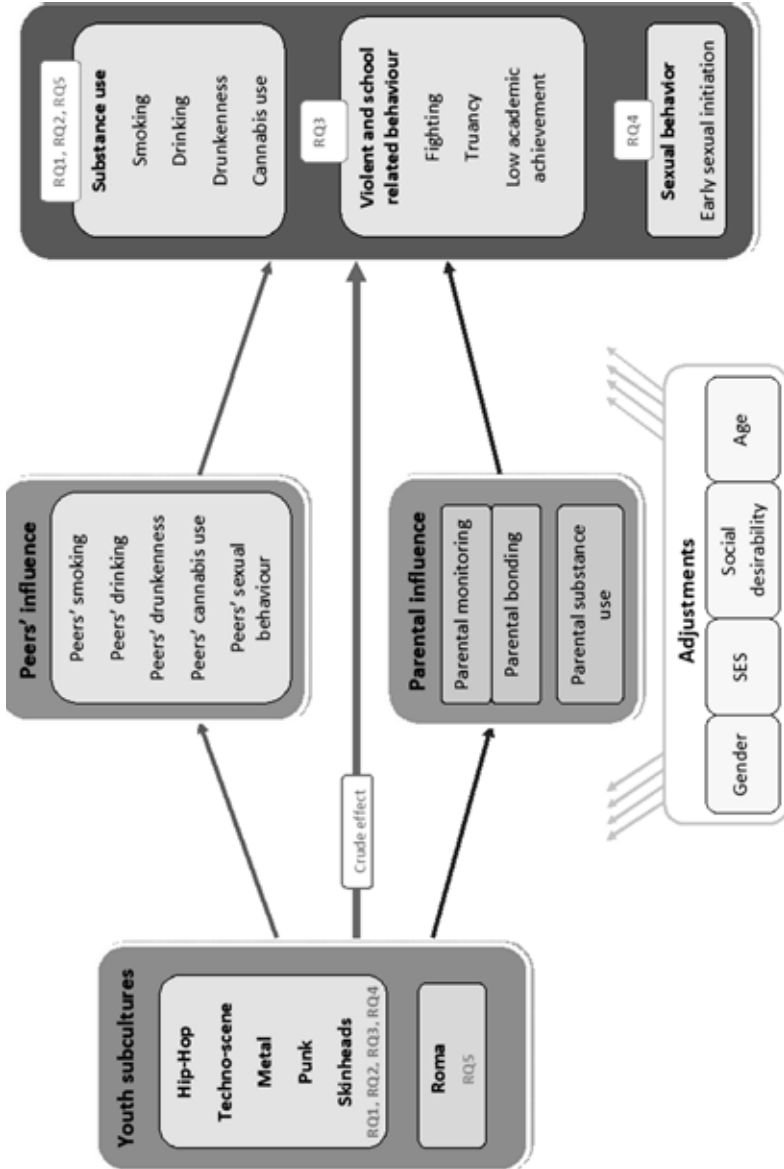 Youth subcultures
Hip-Hop
Techno-scene
Metal
Punk
Skinheads
RQ1, RQ2, RQ3, RQ4
Roma
RQ5
Crude effect
Peers' influence
Peers' smoking
Peers' drinking
Peers' drunkenness
Peers' cannabis use
Peers' sexual
behaviour
Parental influence
Parental monitoring
Parental bonding
Parental substance
use
RQ1, RQ2, RQ5
Substance use
Smoking
Drinking
Drunkenness
Cannabis use
RQ3
Violent and school
related behaviour
Fighting
Truancy
Low academic
achievement
RQ4
Sexual behavior
Early sexual initiation
Adjustments
Gender
SES
Social
desirability
Age